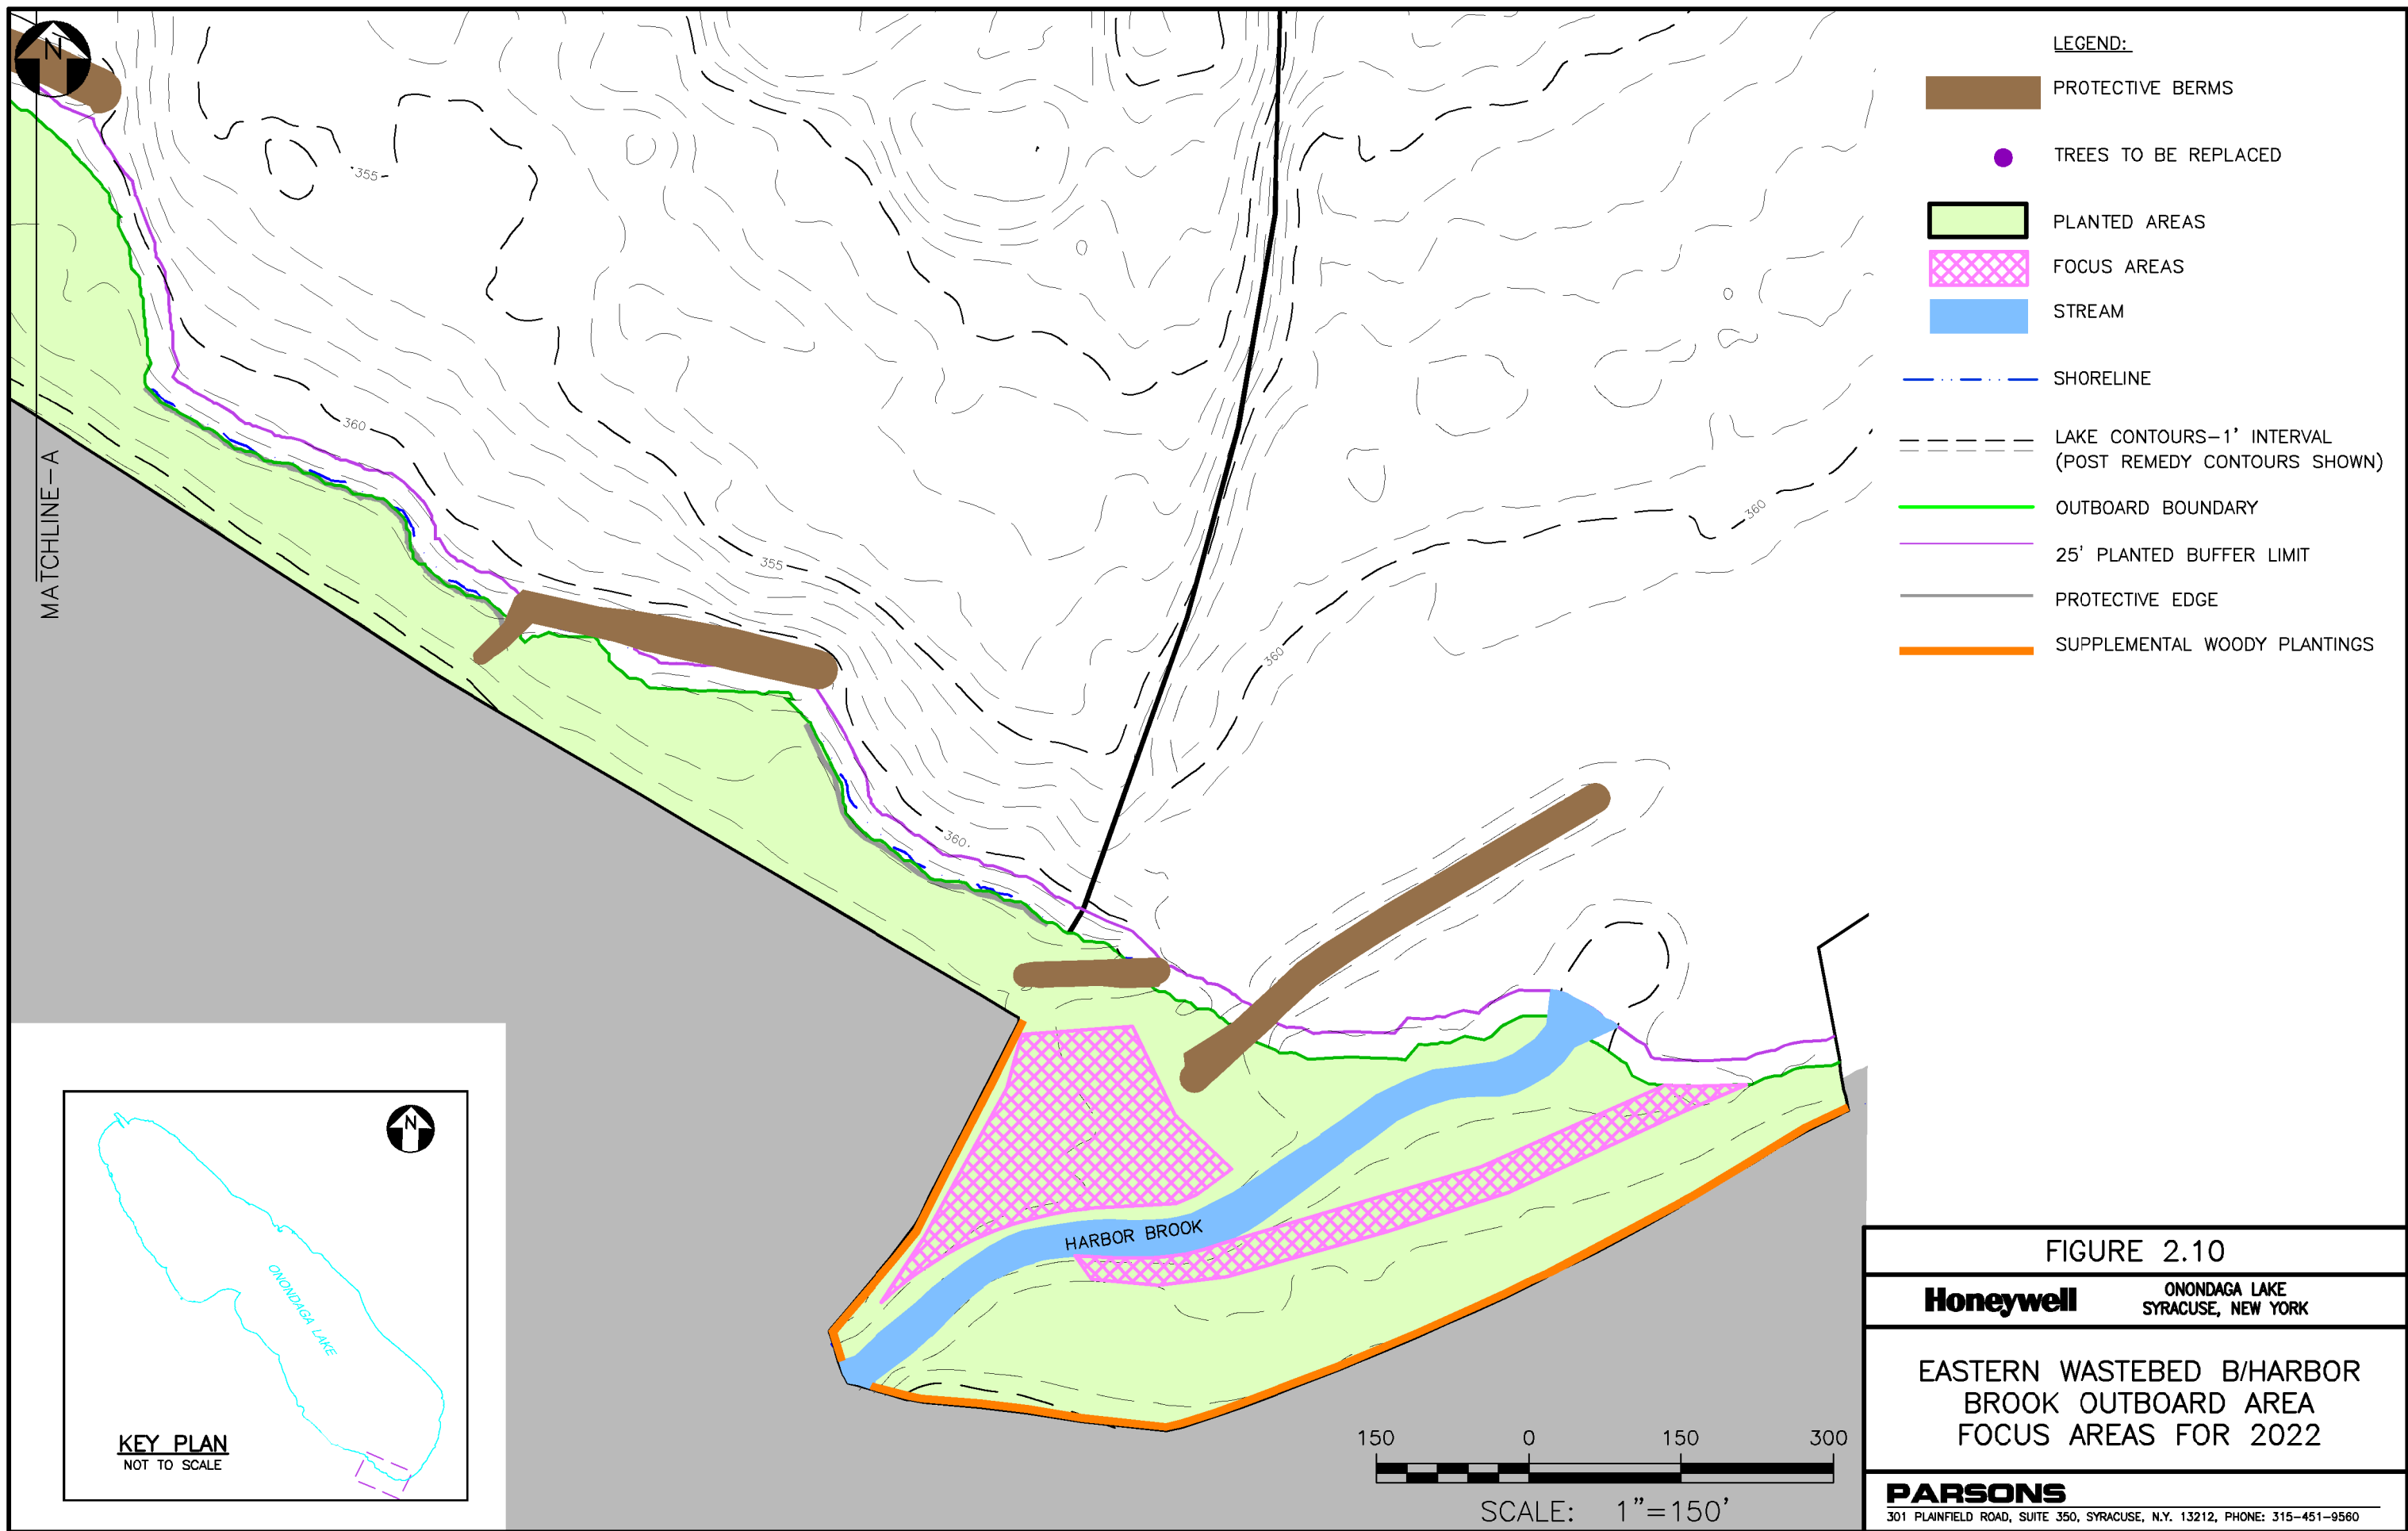 N
LEGEND:
PROTECTIVE BERMS
TREES TO BE REPLACED
PLANTED AREAS
FOCUS AREAS
STREAM
SHORELINE
LAKE CONTOURS-1' INTERVAL
(POST REMEDY CONTOURS SHOWN)
OUTBOARD BOUNDARY
25' PLANTED BUFFER LIMIT
PROTECTIVE EDGE
SUPPLEMENTAL WOODY PLANTINGS
355
360
MATCHLINE-A
360
355
360
360
HARBOR BROOK
N
ONONDAGA LAKE
KEY PLAN
NOT TO SCALE
150 0 150 300
SCALE: 1"=150'
FIGURE 2.10
Honeywell
ONONDAGA LAKE
SYRACUSE, NEW YORK
EASTERN WASTEBED B/HARBOR
BROOK OUTBOARD AREA
FOCUS AREAS FOR 2022
PARSONS
301 PLAINFIELD ROAD, SUITE 350, SYRACUSE, N.Y. 13212, PHONE: 315-451-9560